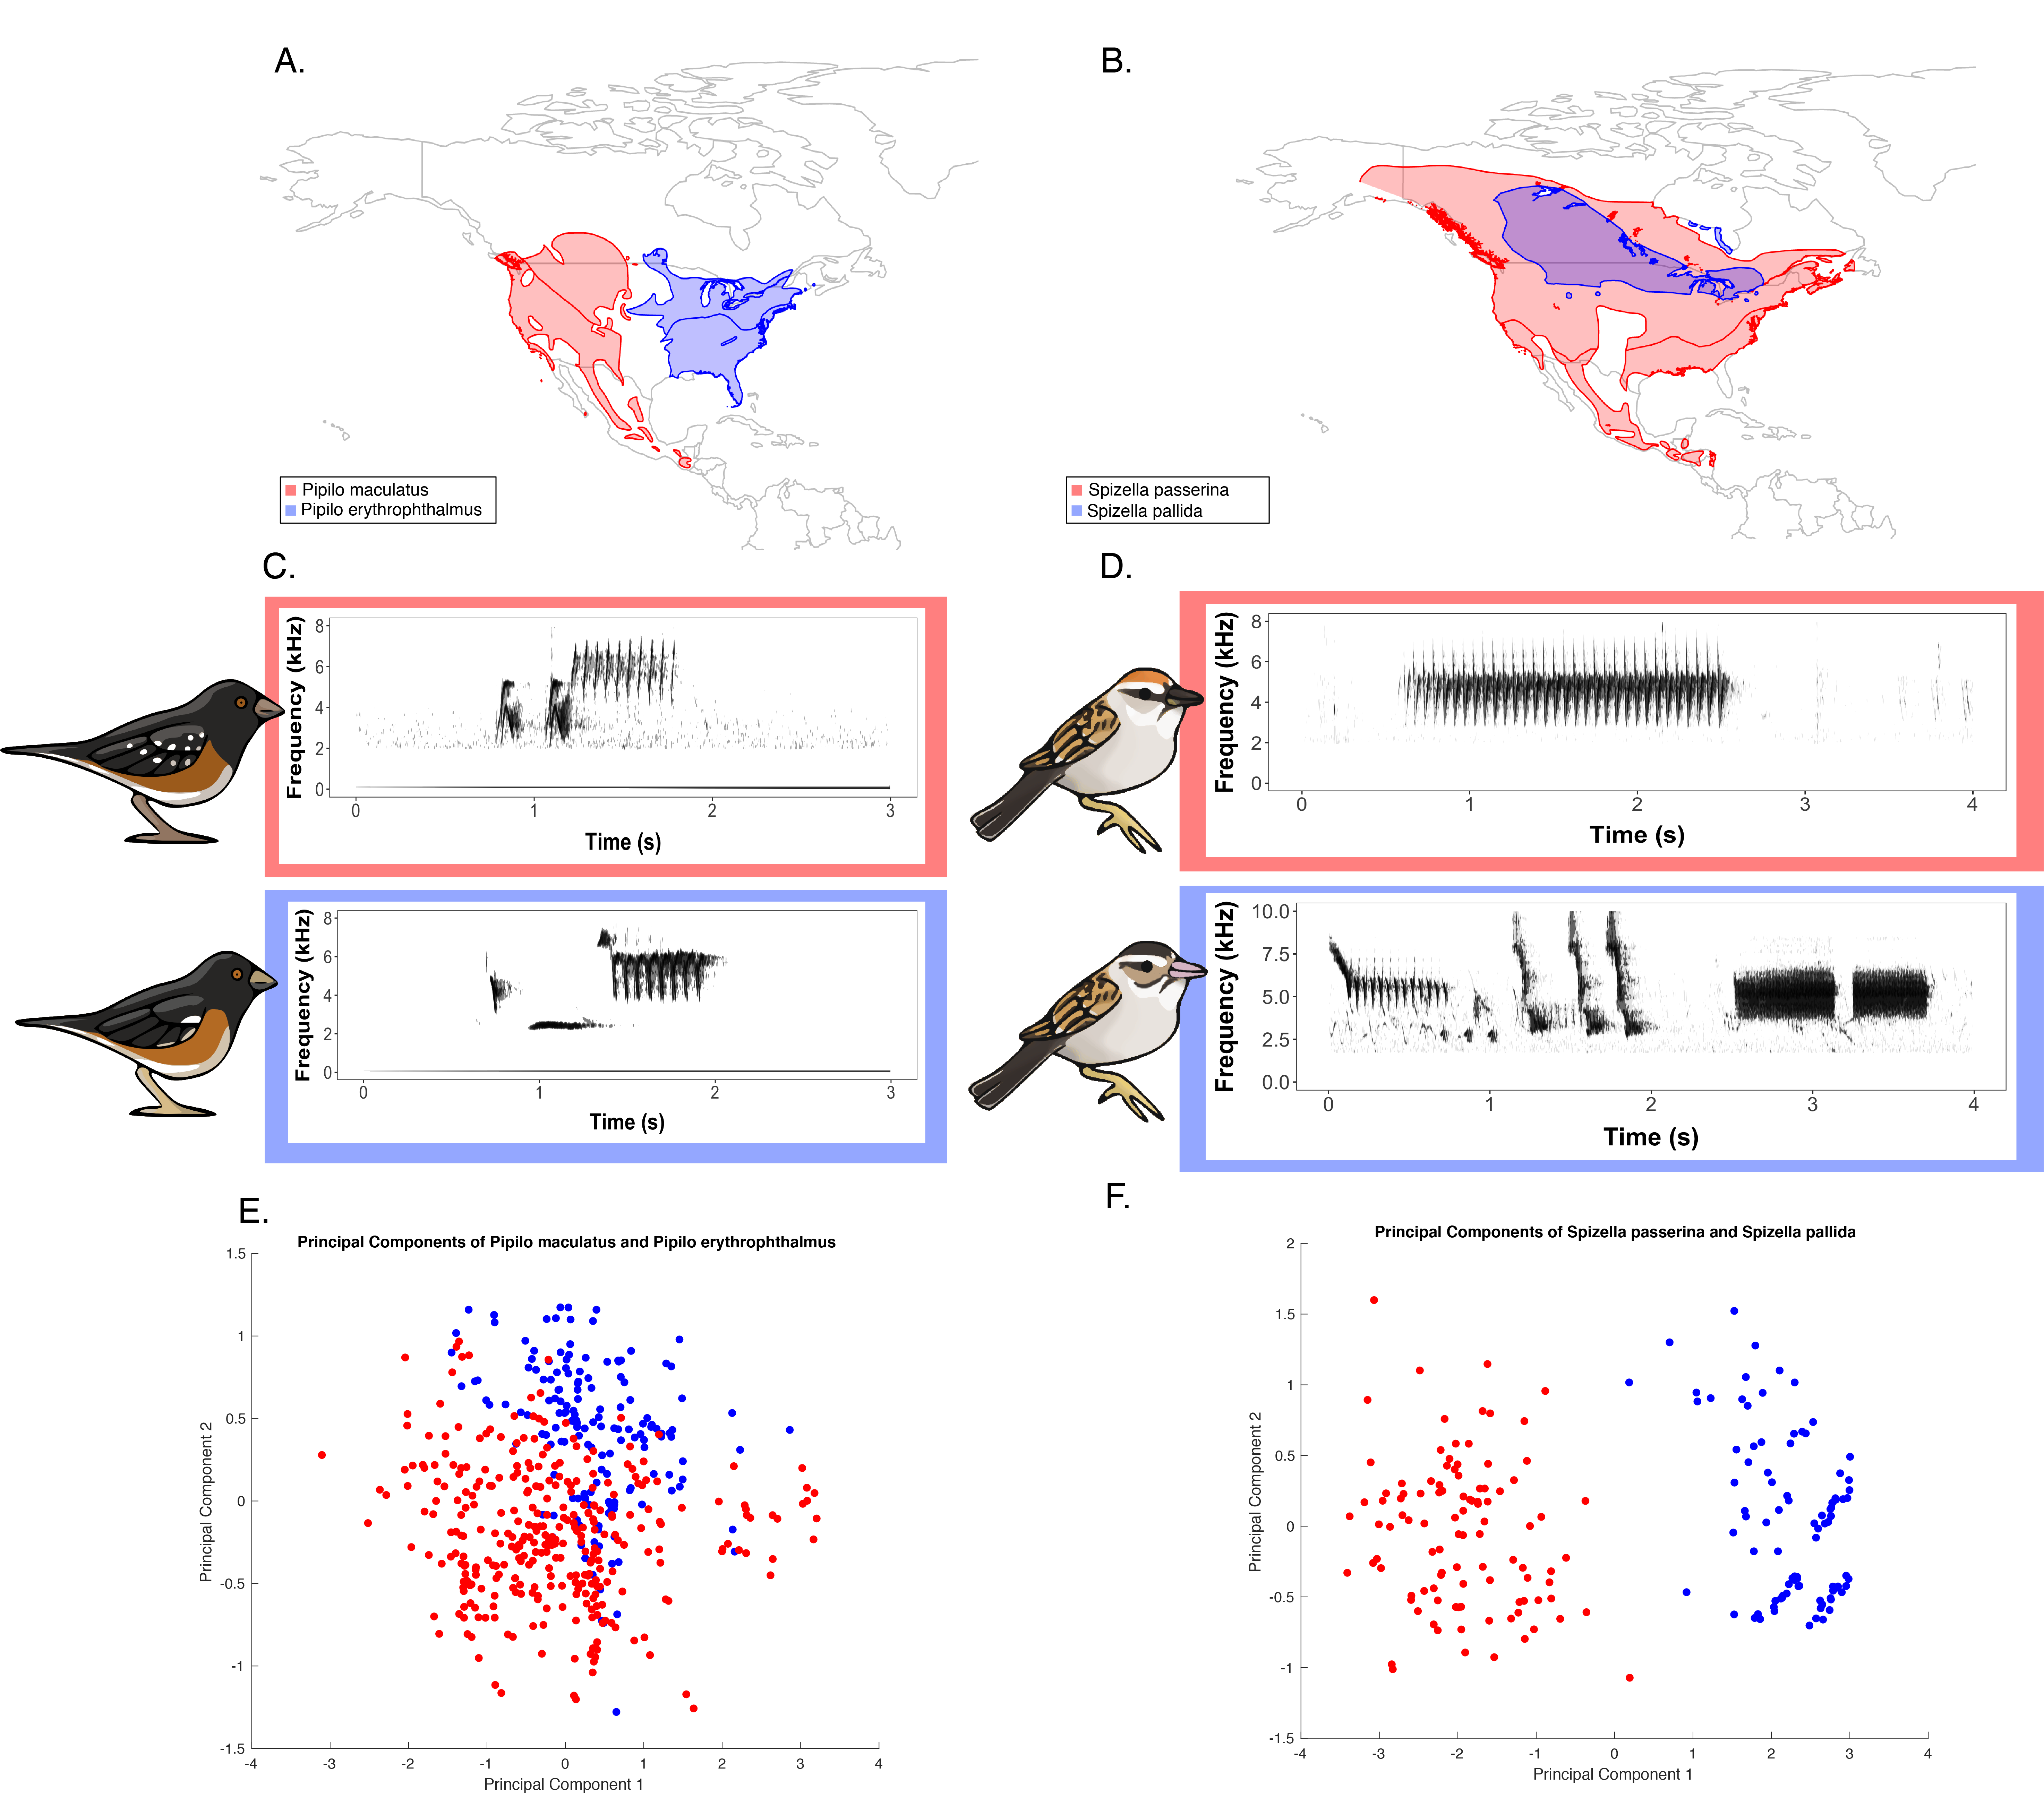 A.
B.
Pipilo maculatus
Pipilo erythrophthalmus
Spizella passerina
Spizella pallida
C.
D.
Frequency (kHz)
8
6
4
2
0
0 1 2 3
Time (s)
Frequency (kHz)
8
6
4
2
0
0 1 2 3 4
Time (s)
Frequency (kHz)
8
6
4
2
0
0 1 2 3
Time (s)
Frequency (kHz)
10.0
7.5
5.0
2.5
0.0
0 1 2 3 4
Time (s)
E.
Principal Components of Pipilo maculatus and Pipilo erythrophthalmus
Principal Component 2
1.5
1
0.5
0
-0.5
-1
-1.5
-4 -3 -2 -1 0 1 2 3 4
Principal Component 1
F.
Principal Components of Spizella passerina and Spizella pallida
Principal Component 2
2
1.5
1
0.5
0
-0.5
-1
-1.5
-4 -3 -2 -1 0 1 2 3 4
Principal Component 1